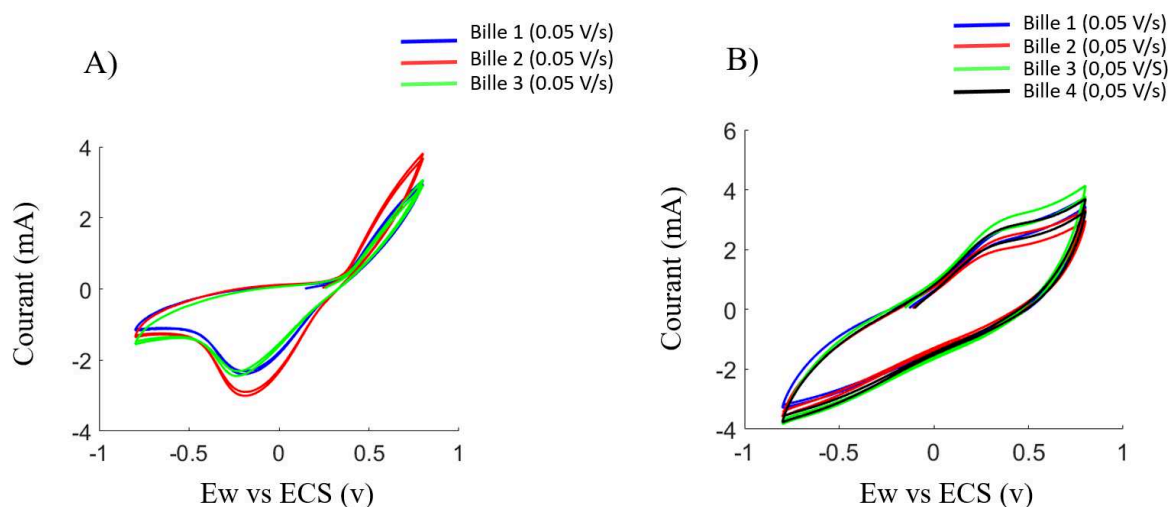 A)
Bille 1 (0.05 V/s)
Bille 2 (0.05 V/s)
Bille 3 (0.05 V/s)
Courant (mA)
4
2
0
-2
-4
-1
-0.5
0
0.5
1
Ew vs ECS (v)
B)
Bille 1 (0.05 V/s)
Bille 2 (0,05 V/s)
Bille 3 (0,05 V/S)
Bille 4 (0,05 V/s)
Courant (mA)
6
4
2
0
-2
-4
-1
-0.5
0
0.5
1
Ew vs ECS (v)